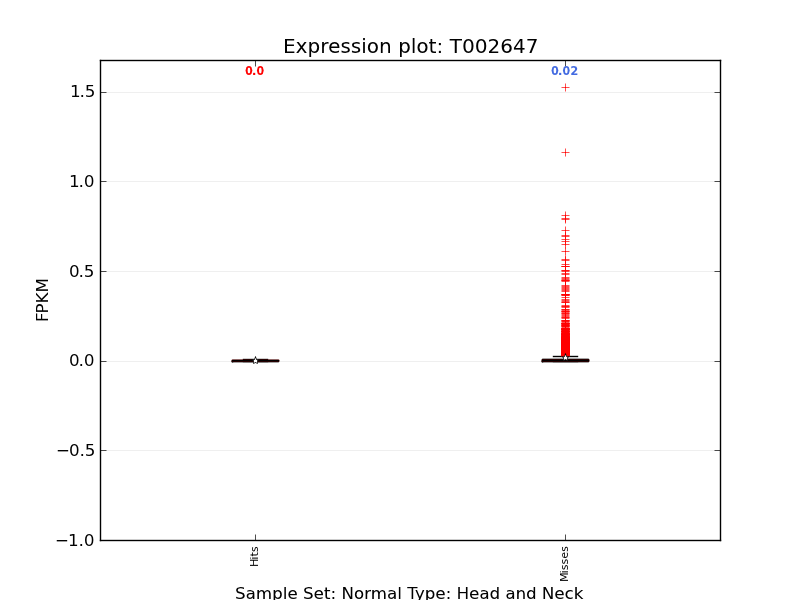 Expression plot: T002647
0.0
0.02
1.5
1.0
0.5
0.0
−0.5
−1.0
FPKM
Hits
Misses
Sample Set: Normal Type: Head and Neck